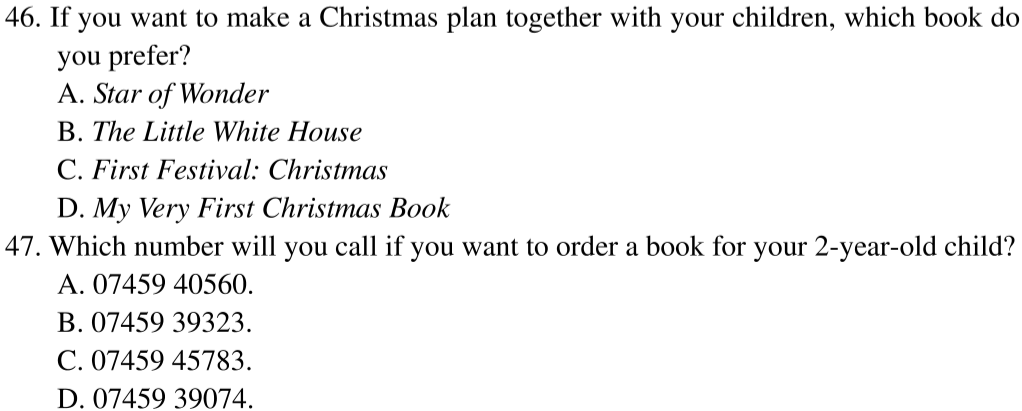 46. If you want to make a Christmas plan together with your children, which book do
you prefer?
A. Star of Wonder
B. The Little White House
C. First Festival: Christmas
D. My Very First Christmas Book
47. Which number will you call if you want to order a book for your 2-year-old child?
A. 07459 40560.
B. 07459 39323.
C. 07459 45783.
D. 07459 39074.